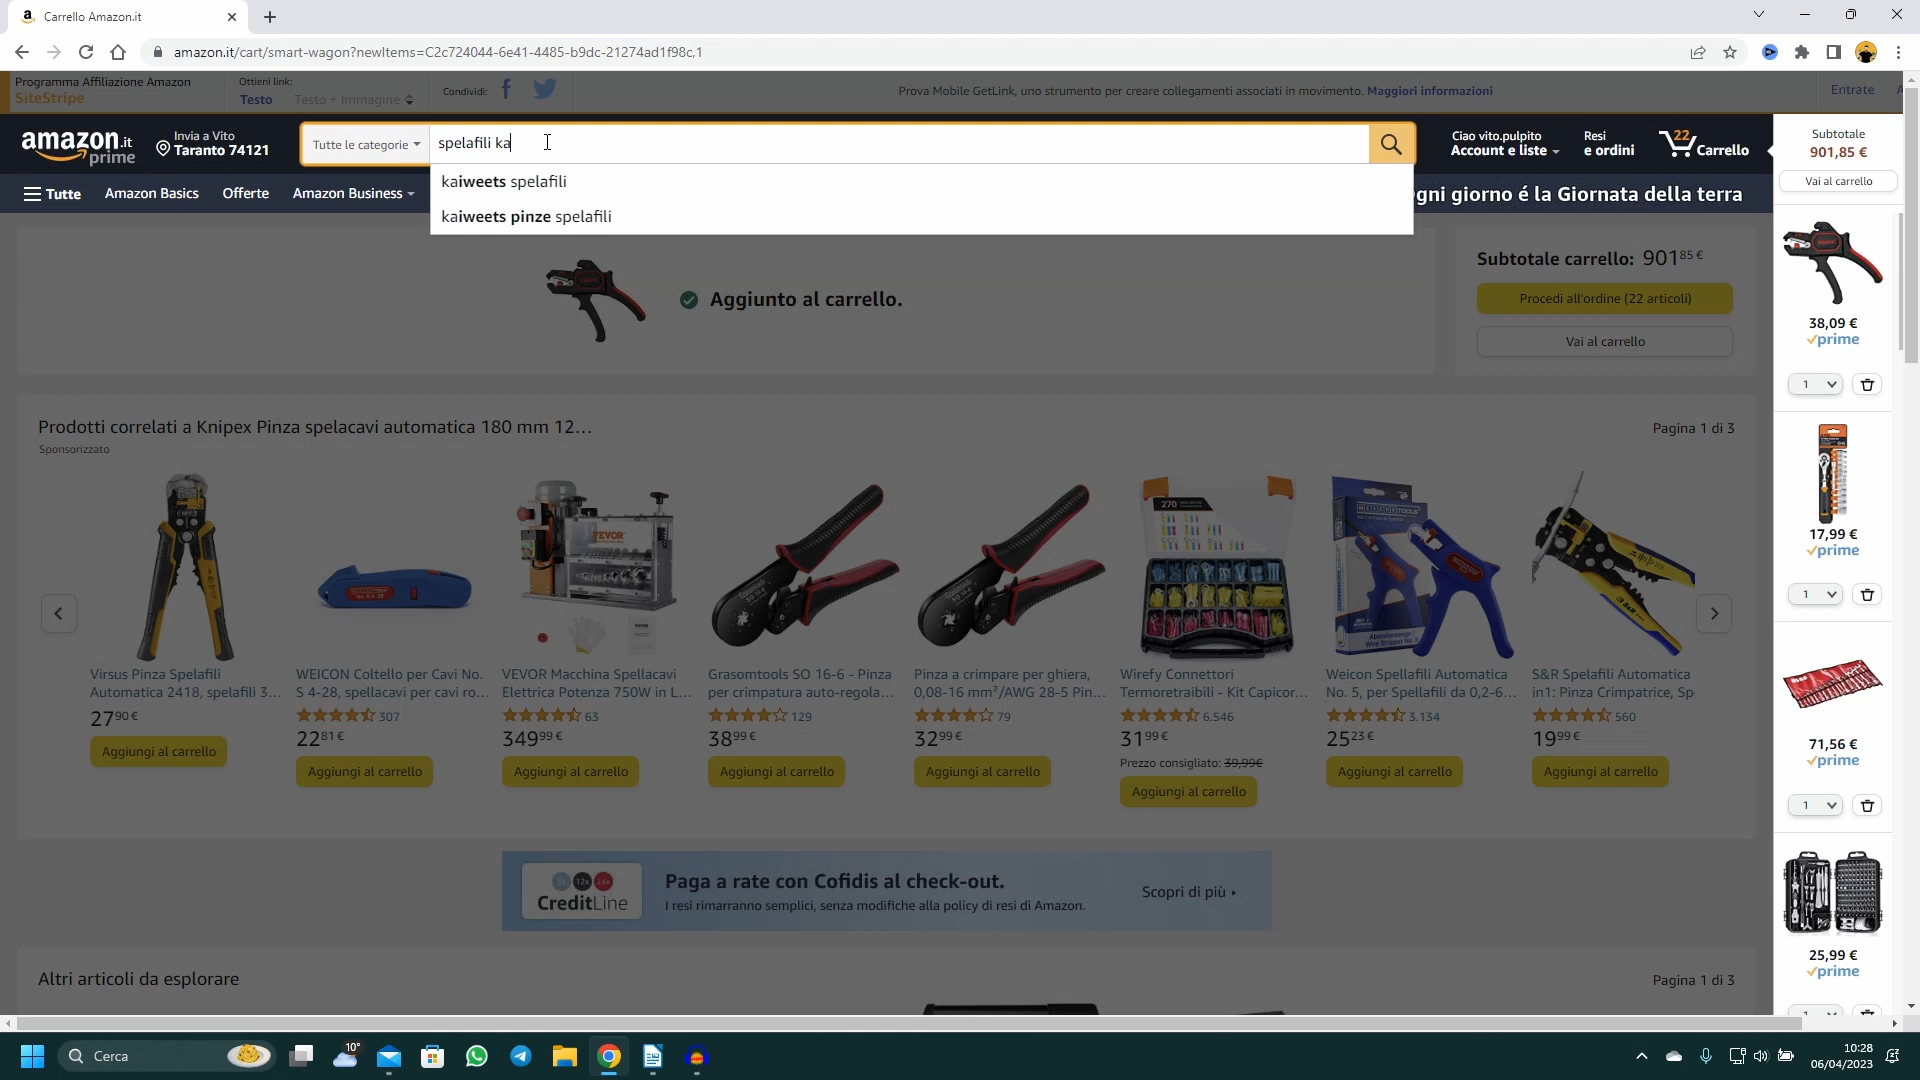 Carrello Amazon.it
amazon.it/cart/smart-wagon?newItems=C2c724044-6e41-4485-b9dc-21274ad1f98c,1
Programma Affiliazione Amazon
SiteStripe
Ottieni link:
Testo
Testo + Immagine
Condividi:
Prova Mobile GetLink, uno strumento per creare collegamenti associati in movimento. Maggiori informazioni
Entrate
amazon.it
prime
Invia a Vito
Taranto 74121
Tutte le categorie
spelafili ka
Ciao vito.pulpito
Account e liste
Resi
e ordini
22
Carrello
Tutte
Amazon Basics
Offerte
Amazon Business
gni giorno é la Giornata della terra
kaiweets spelafili
kaiweets pinze spelafili
Aggiunto al carrello.
Subtotale carrello: 901 85 €
Procedi all'ordine (22 articoli)
Vai al carrello
Prodotti correlati a Knipex Pinza spelacavi automatica 180 mm 12...
Pagina 1 di 3
Sponsorizzato
VEVOR
Virsus Pinza Spelafili
Automatica 2418, spelafili 3...
27 90 €
Aggiungi al carrello
WEICON Coltello per Cavi No.
S 4-28, spellacavi per cavi ro...
307
22 81 €
Aggiungi al carrello
VEVOR Macchina Spellacavi
Elettrica Potenza 750W in L...
63
349 99 €
Aggiungi al carrello
Grasomtools SO 16-6 - Pinza
per crimpatura auto-regola...
129
38 99 €
Aggiungi al carrello
Pinza a crimpare per ghiera,
0,08-16 mm²/AWG 28-5 Pin...
79
32 99 €
Aggiungi al carrello
Wirefy Connettori
Termoretraibili - Kit Capicor...
6.546
31 99 €
Prezzo consigliato: 39,99€
Aggiungi al carrello
Weicon Spellafili Automatica
No. 5, per Spellafili da 0,2-6...
3.134
25 23 €
Aggiungi al carrello
S&R Spelafili Automatica
in1: Pinza Crimpatrice, Sp
560
19 99 €
Aggiungi al carrello
CreditLine
Paga a rate con Cofidis al check-out.
I resi rimarranno semplici, senza modifiche alla policy di resi di Amazon.
Scopri di più
Altri articoli da esplorare
Pagina 1 di 3
Subtotale
901,85 €
Vai al carrello
38,09 €
prime
1
17,99 €
prime
1
71,56 €
prime
1
25,99 €
prime
Cerca
10°
10:28
06/04/2023